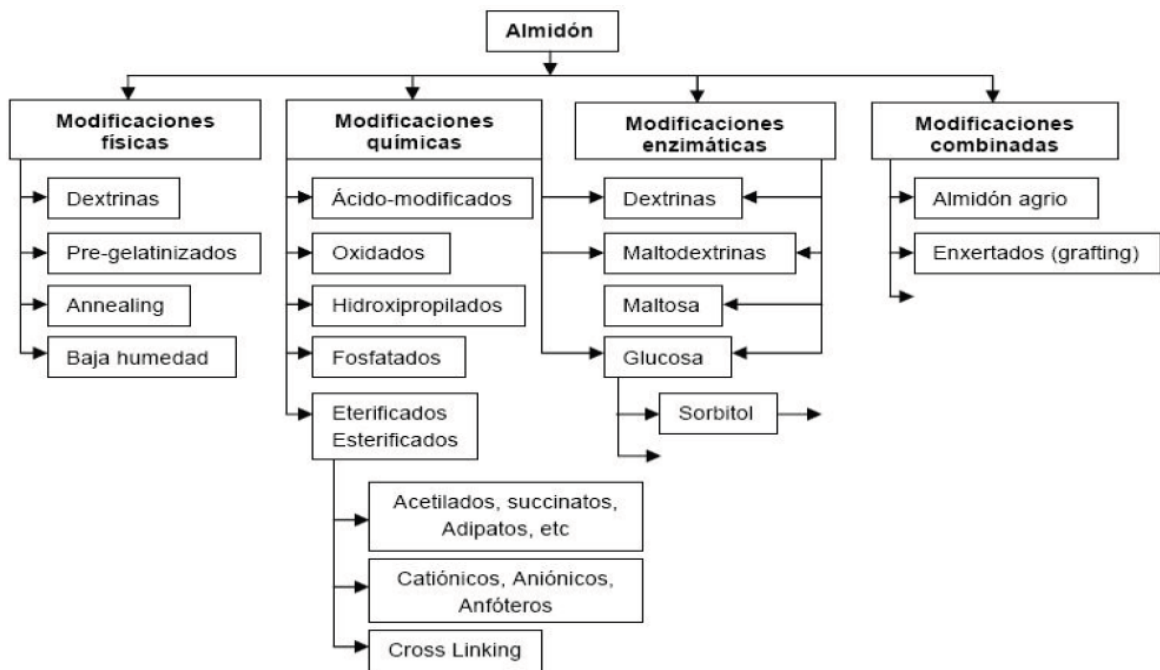 Almidón
Modificaciones
físicas
Dextrinas
Pre-gelatinizados
Annealing
Baja humedad
Modificaciones
químicas
Ácido-modificados
Oxidados
Hidroxipropilados
Fosfatados
Eterificados
Esterificados
Acetilados, succinatos,
Adipatos, etc
Catiónicos, Aniónicos,
Anfóteros
Cross Linking
Modificaciones
enzimáticas
Dextrinas
Maltodextrinas
Maltosa
Glucosa
Sorbitol
Modificaciones
combinadas
Almidón agrio
Enxertados (grafting)